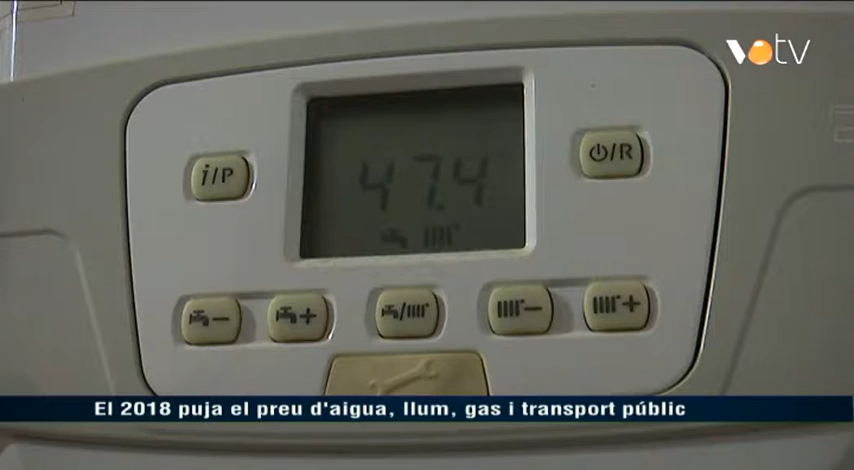 votv
i/P
47.4
/R
-
+
/
-
+
El 2018 puja el preu d'aigua, llum, gas i transport públic